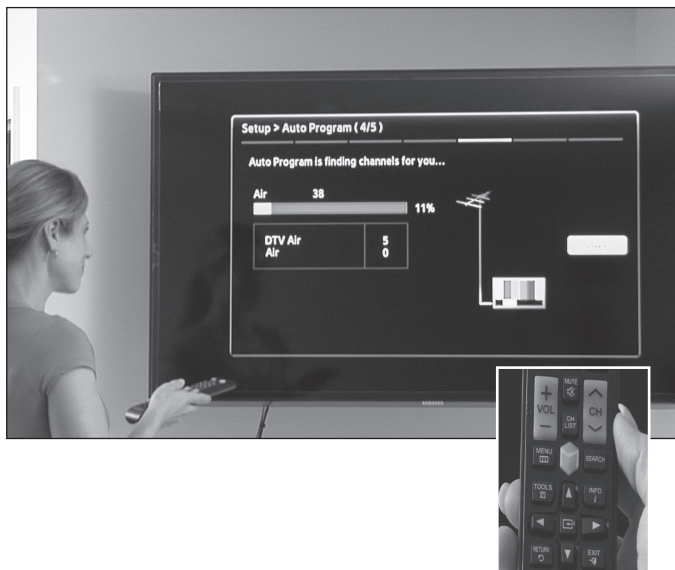 Setup > Auto Program ( 4/5 )
Auto Program is finding channels for you...
Air 38
11%
DTV Air 5
Air 0
SAMSUNG
MUTE
+
VOL
−
CH
CH
LIST
MENU
SEARCH
TOOLS
INFO
i
RETURN
EXIT